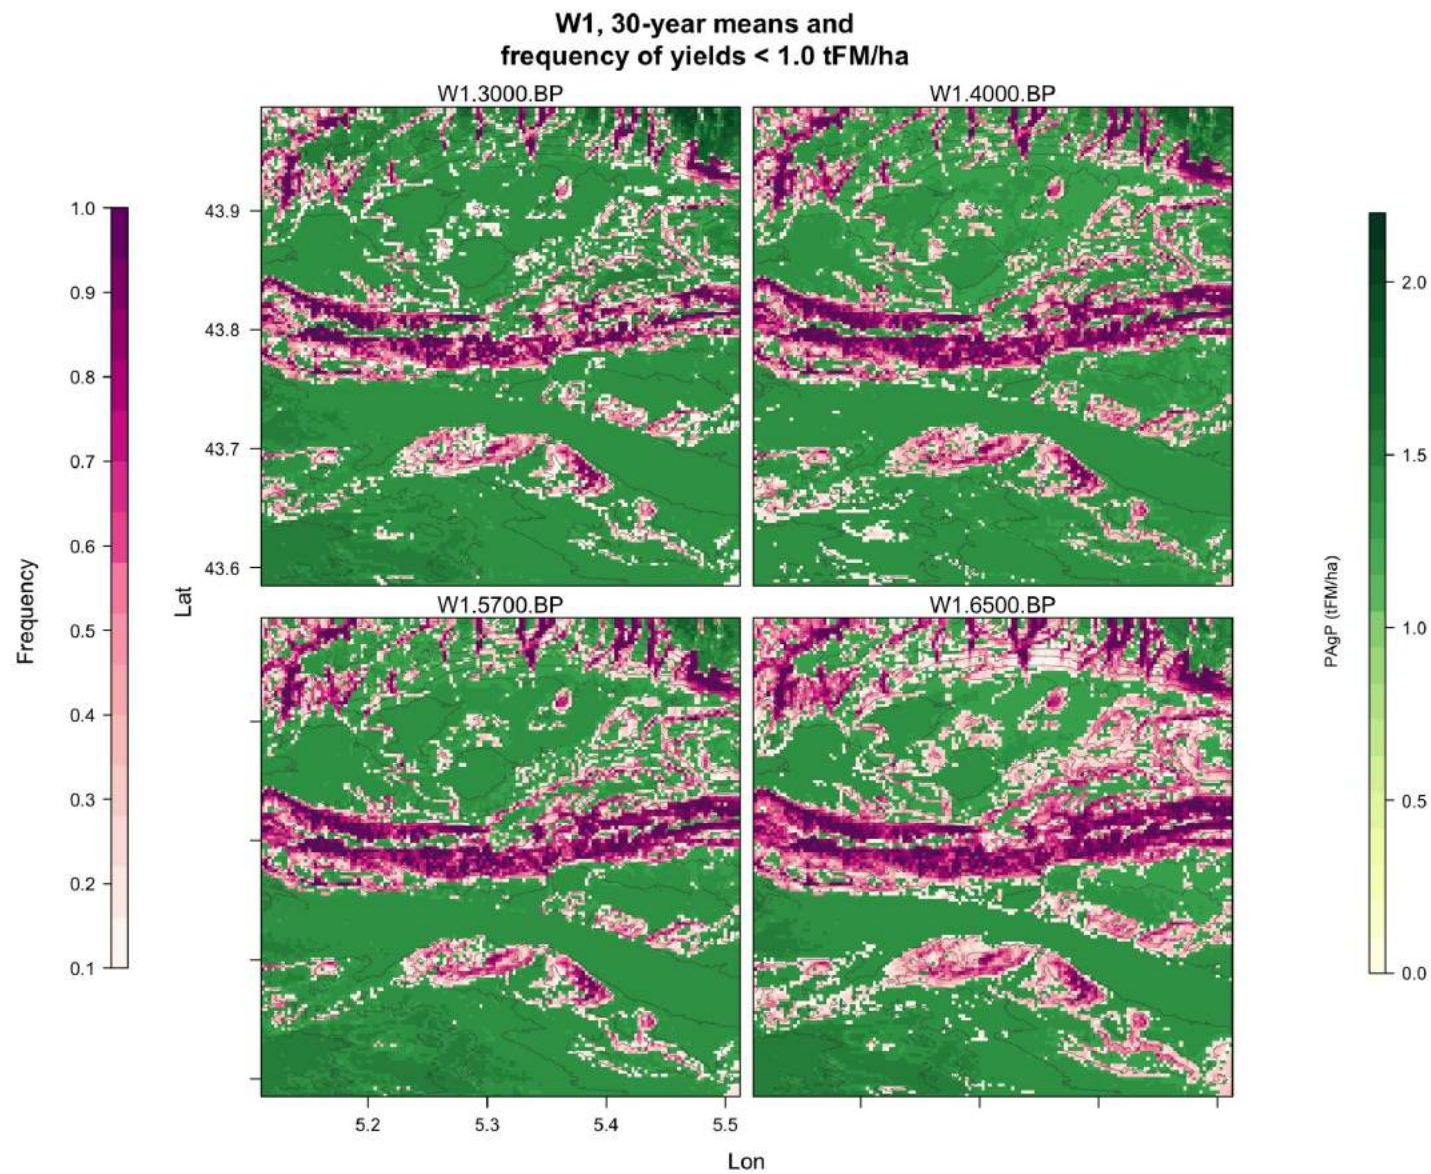 W1, 30-year means and
frequency of yields < 1.0 tFM/ha
W1.3000.BP
W1.4000.BP
1.0
0.9
0.8
0.7
0.6
0.5
0.4
0.3
0.2
0.1
Frequency
43.9
43.8
43.7
43.6
Lat
2.0
1.5
1.0
0.5
0.0
PAgP (tFM/ha)
W1.5700.BP
W1.6500.BP
5.2
5.3
5.4
5.5
Lon